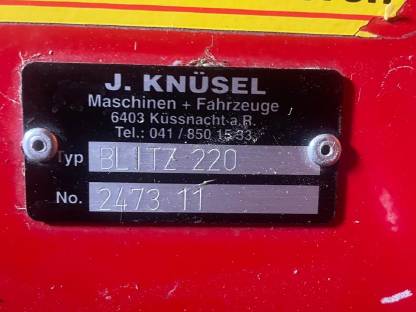 J. KNÜSEL
Maschinen + Fahrzeuge
6403 Küssnacht a.R.
Tel.: 041 / 850 15 33
Typ BLITZ 220
No. 2473 11